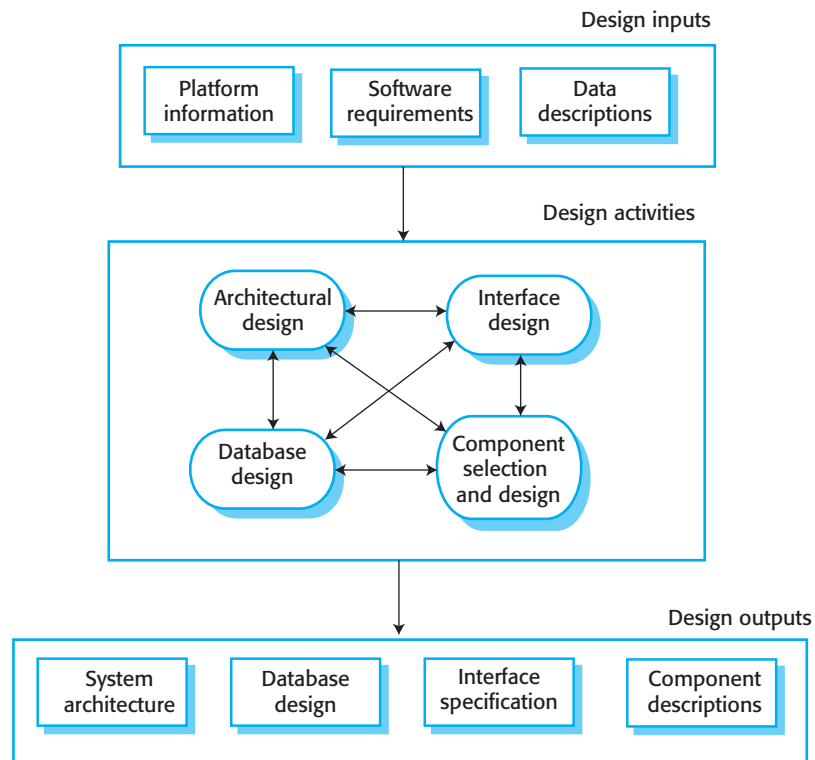 Design inputs
Platform
information
Software
requirements
Data
descriptions
Design activities
Architectural
design
Interface
design
Database
design
Component
selection
and design
Design outputs
System
architecture
Database
design
Interface
specification
Component
descriptions